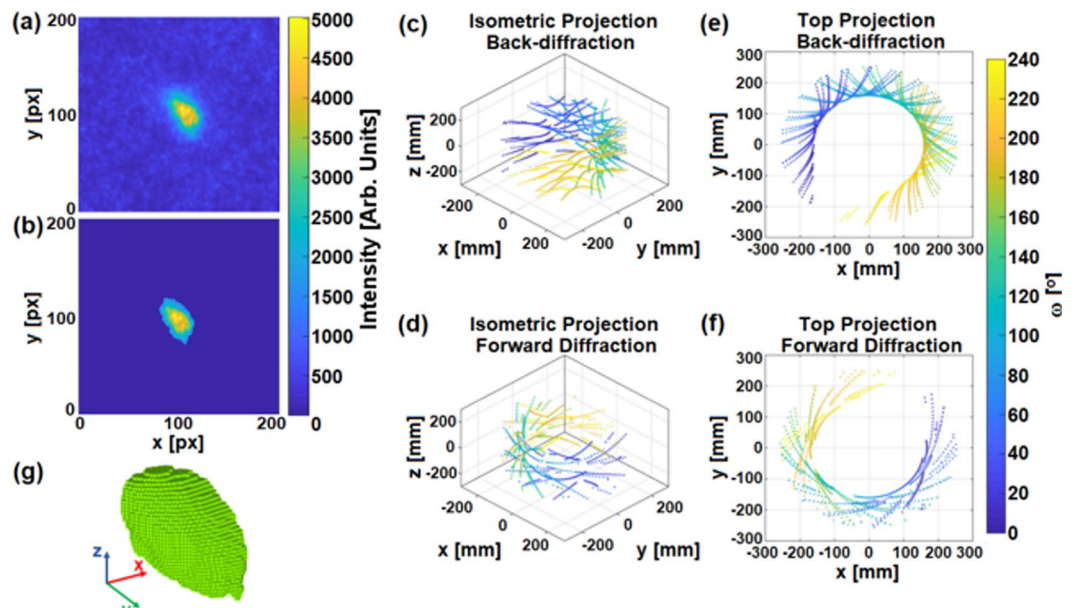 (a)
200
y [px]
100
0
(b)
200
y [px]
100
0
0
100
200
x [px]
5000
4500
4000
3500
3000
2500
2000
1500
1000
500
0
Intensity [Arb. Units]
(c)
Isometric Projection
Back-diffraction
z [mm]
200
0
-200
-200
0
200
x [mm]
200
0
-200
y [mm]
(d)
Isometric Projection
Forward Diffraction
z [mm]
200
0
-200
-200
0
200
x [mm]
200
0
-200
y [mm]
(e)
Top Projection
Back-diffraction
y [mm]
300
200
100
0
-100
-200
-300
-300
-200
-100
0
100
200
300
x [mm]
(f)
Top Projection
Forward Diffraction
y [mm]
300
200
100
0
-100
-200
-300
-300
-200
-100
0
100
200
300
x [mm]
240
220
200
180
160
140
120
100
80
60
40
20
0
ω [º]
(g)
z
x